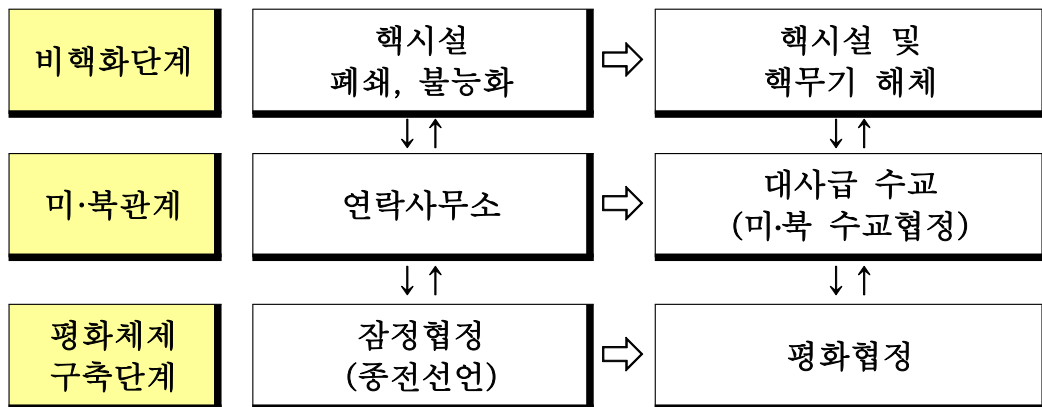 비핵화단계
핵시설
폐쇄, 불능화
⇨
핵시설 및
핵무기 해체
↓↑
↓↑
미·북관계
연락사무소
⇨
대사급 수교
(미·북 수교협정)
↓↑
↓↑
평화체제
구축단계
잠정협정
(종전선언)
⇨
평화협정